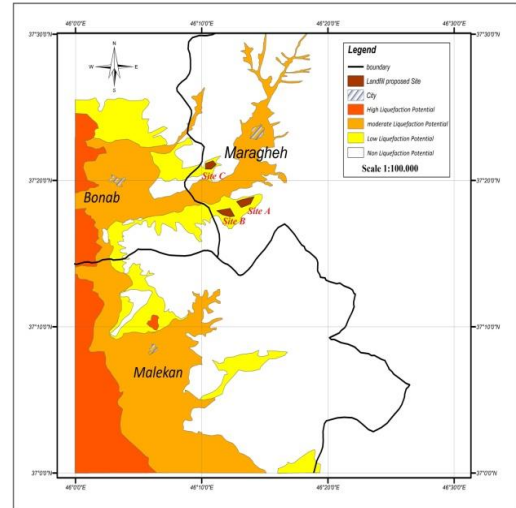 46°0'0"E
46°10'0"E
46°20'0"E
46°30'0"E
37°30'0"N
37°30'0"N
N
W
E
S
Legend
boundary
Landfill proposed Site
City
High Liquefaction Potential
moderate Liquefaction Potential
Low Liquefaction Potential
Non Liquefaction Potential
Scale 1:100.000
Maragheh
Site C
37°20'0"N
37°20'0"N
Bonab
Site A
Site B
37°10'0"N
37°10'0"N
Malekan
37°0'0"N
37°0'0"N
46°0'0"E
46°10'0"E
46°20'0"E
46°30'0"E